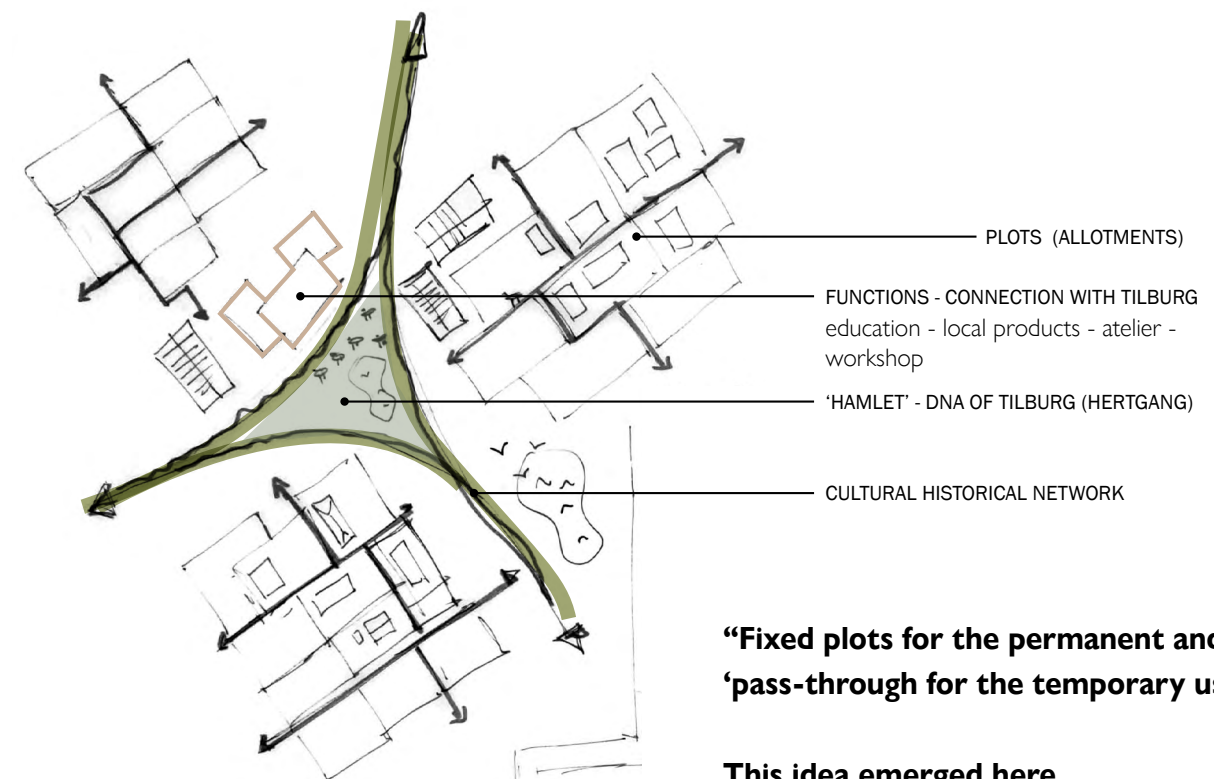 PLOTS (ALLOTMENTS)
FUNCTIONS - CONNECTION WITH TILBURG
education - local products - atelier -
workshop
‘HAMLET’ - DNA OF TILBURG (HERTGANG)
CULTURAL HISTORICAL NETWORK
“Fixed plots for the permanent and
‘pass-through for the temporary
This idea emerged here